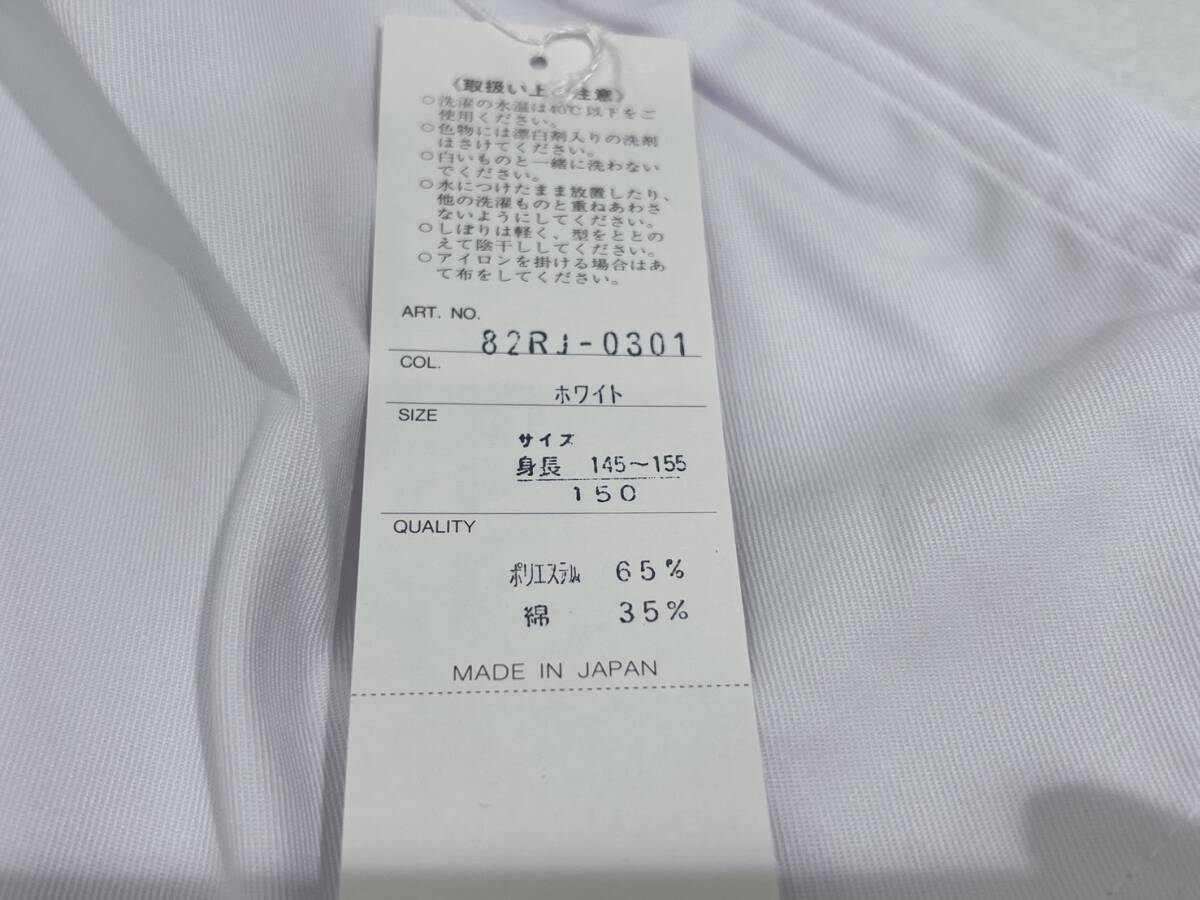 《取扱い上の注意》
○洗濯の水温は40℃以下をご
使用ください。
○色物には漂白剤入りの洗剤
はさけてください。
○白いものと一緒に洗わない
でください。
○水につけたまま放置したり、
他の洗濯ものと重ねあわさ
ないようにしてください。
○しぼりは軽く、型をととの
えて陰干ししてください。
○アイロンを掛ける場合はあ
て布をしてください。
ART. NO.
82RJ-0301
COL.
ホワイト
SIZE
サイズ
身長 145〜155
150
QUALITY
ポリエステル 65%
綿 35%
MADE IN JAPAN